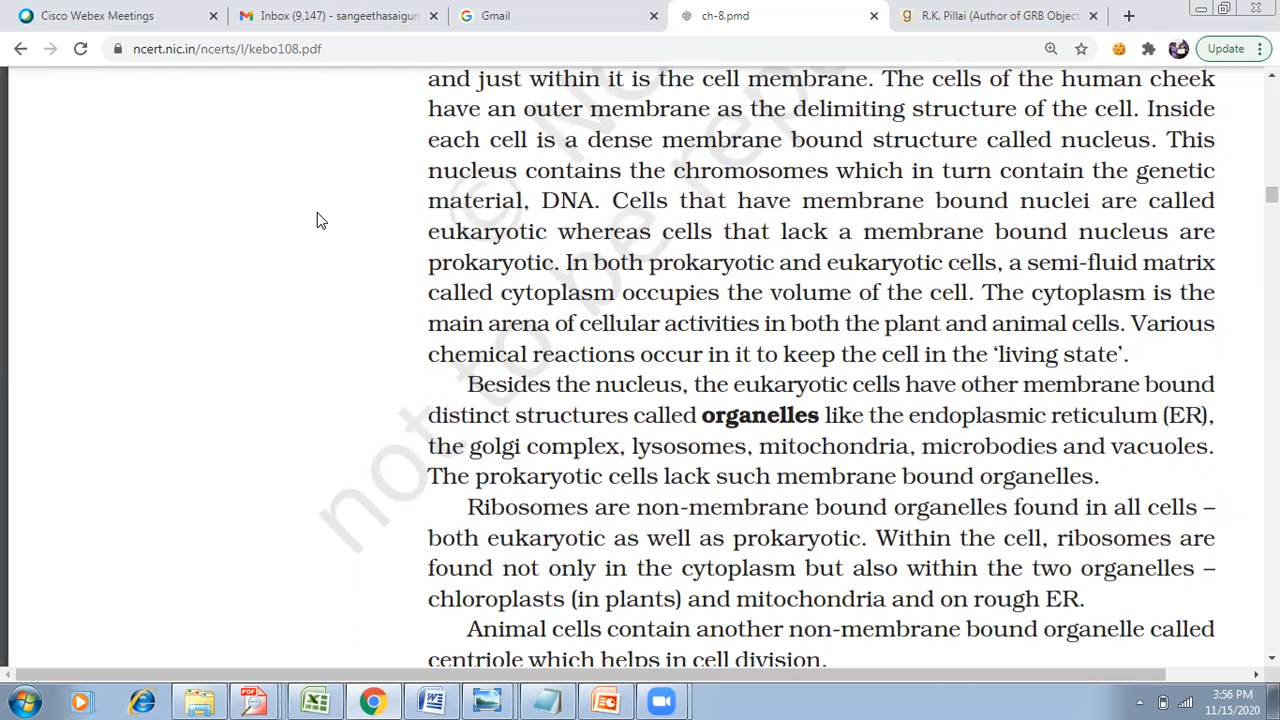 Cisco Webex Meetings
Inbox (9,147) - sangeethasaigun
Gmail
ch-8.pmd
R.K. Pillai (Author of GRB Object
ncert.nic.in/ncerts/l/kebo108.pdf
Update
and just within it is the cell membrane. The cells of the human cheek
have an outer membrane as the delimiting structure of the cell. Inside
each cell is a dense membrane bound structure called nucleus. This
nucleus contains the chromosomes which in turn contain the genetic
material, DNA. Cells that have membrane bound nuclei are called
eukaryotic whereas cells that lack a membrane bound nucleus are
prokaryotic. In both prokaryotic and eukaryotic cells, a semi-fluid matrix
called cytoplasm occupies the volume of the cell. The cytoplasm is the
main arena of cellular activities in both the plant and animal cells. Various
chemical reactions occur in it to keep the cell in the ‘living state’.
Besides the nucleus, the eukaryotic cells have other membrane bound
distinct structures called organelles like the endoplasmic reticulum (ER),
the golgi complex, lysosomes, mitochondria, microbodies and vacuoles.
The prokaryotic cells lack such membrane bound organelles.
Ribosomes are non-membrane bound organelles found in all cells –
both eukaryotic as well as prokaryotic. Within the cell, ribosomes are
found not only in the cytoplasm but also within the two organelles –
chloroplasts (in plants) and mitochondria and on rough ER.
Animal cells contain another non-membrane bound organelle called
centriole which helps in cell division.
© N
not to be rep
3:56 PM
11/15/2020